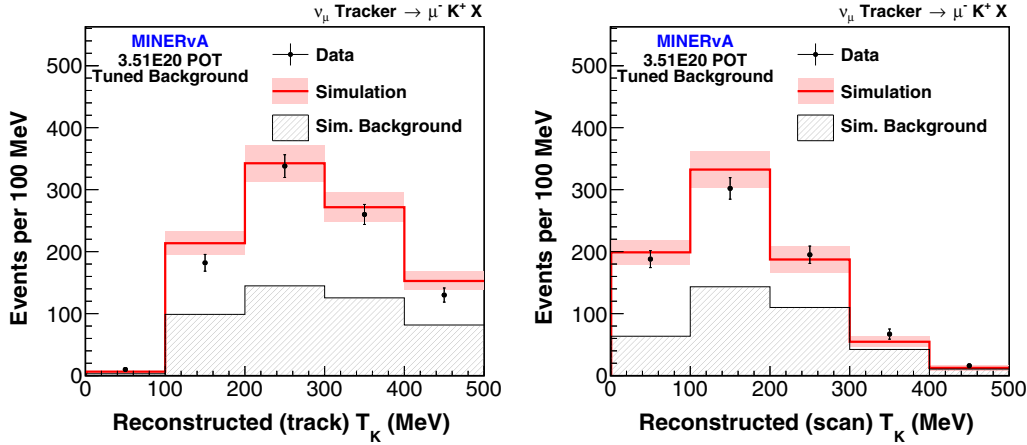 ν_μ Tracker → μ⁻ K⁺ X
MINERvA
3.51E20 POT
Tuned Background
Data
Simulation
Sim. Background
Events per 100 MeV
500
400
300
200
100
0
0 100 200 300 400 500
Reconstructed (track) T_K (MeV)
ν_μ Tracker → μ⁻ K⁺ X
MINERvA
3.51E20 POT
Tuned Background
Data
Simulation
Sim. Background
Events per 100 MeV
500
400
300
200
100
0
0 100 200 300 400 500
Reconstructed (scan) T_K (MeV)